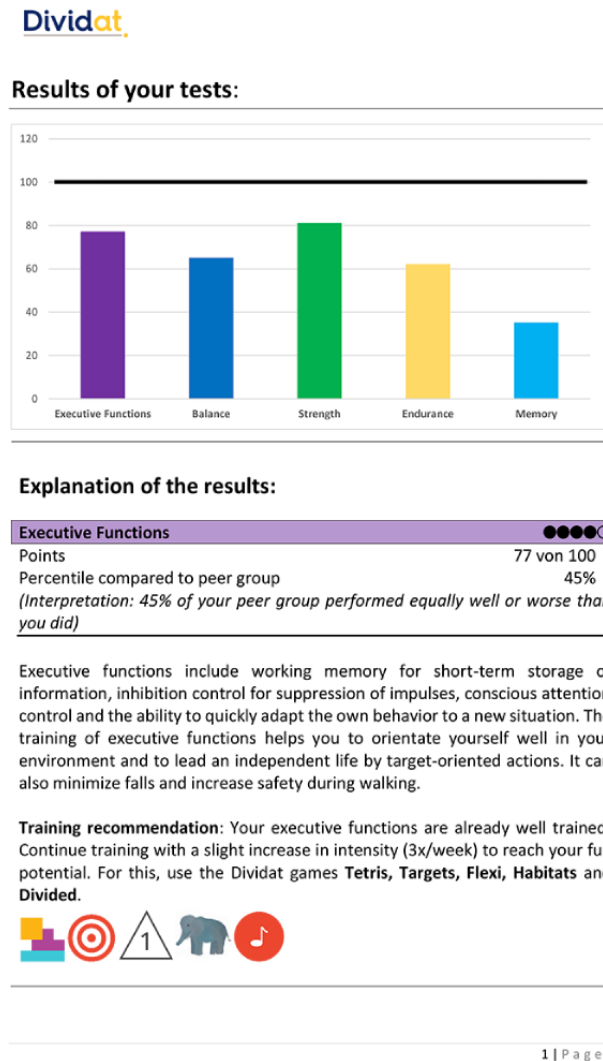 Dividat
Results of your tests:
120
100
80
60
40
20
0
Executive Functions Balance Strength Endurance Memory
Explanation of the results:
Executive Functions
Points 77 von 100
Percentile compared to peer group 45%
(Interpretation: 45% of your peer group performed equally well or worse tha
you did)
Executive functions include working memory for short-term storage o
information, inhibition control for suppression of impulses, conscious attention
control and the ability to quickly adapt the own behavior to a new situation. The
training of executive functions helps you to orientate yourself well in you
environment and to lead an independent life by target-oriented actions. It ca
also minimize falls and increase safety during walking.
Training recommendation: Your executive functions are already well trained
Continue training with a slight increase in intensity (3x/week) to reach your fu
potential. For this, use the Dividat games Tetris, Targets, Flexi, Habitats an
Divided.
1
1 | Page